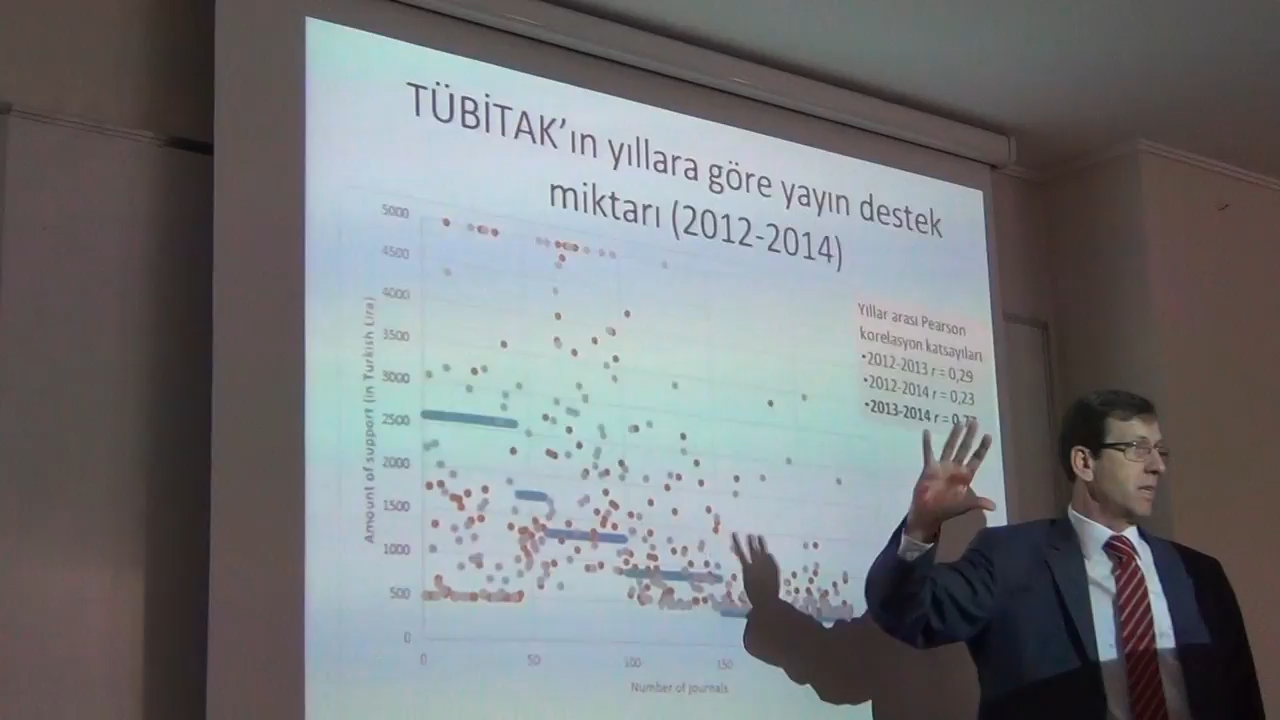 TÜBİTAK’ın yıllara göre yayın destek
miktarı (2012-2014)
Yıllar arası Pearson
korelasyon katsayıları
•2012-2013 r = 0,29
•2012-2014 r = 0,23
•2013-2014 r =
5000
4500
4000
3500
3000
2500
2000
1500
1000
500
0
Amount of support (in Turkish Lira)
0
50
100
150
Number of journals